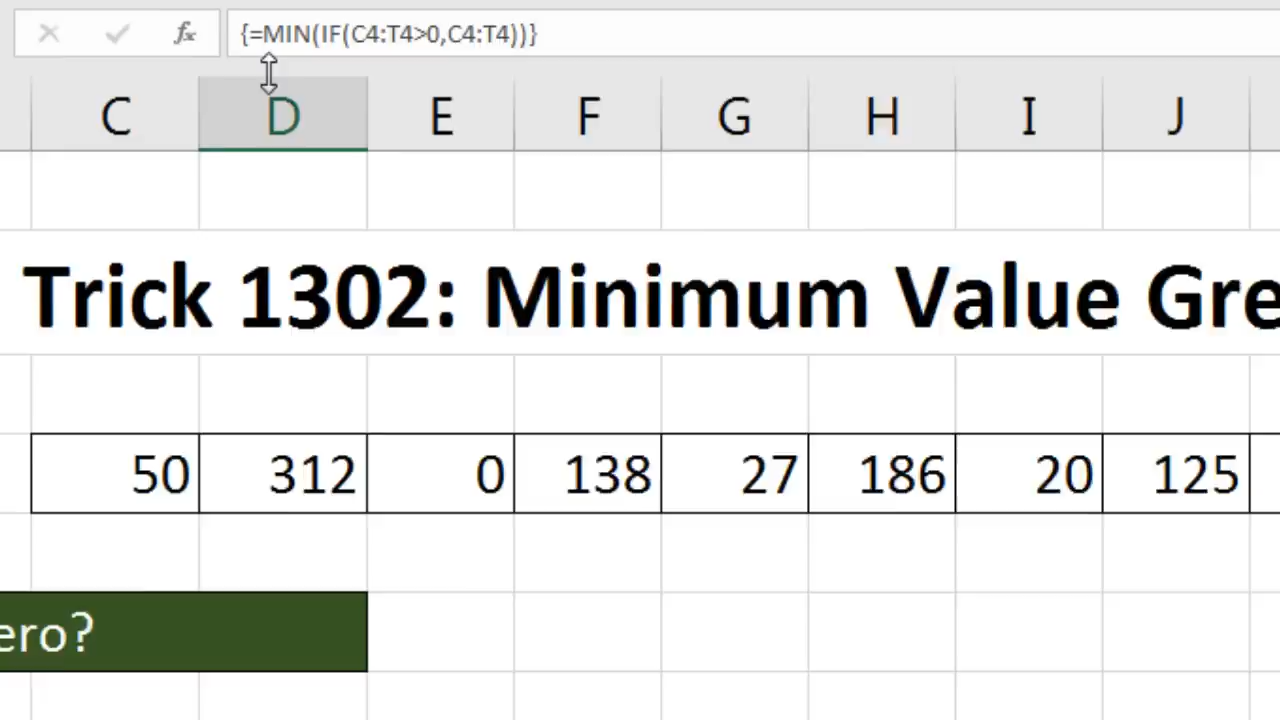 fx {=MIN(IF(C4:T4>0,C4:T4))}
C D E F G H I J
Trick 1302: Minimum Value Gre
50 312 0 138 27 186 20 125
ero?